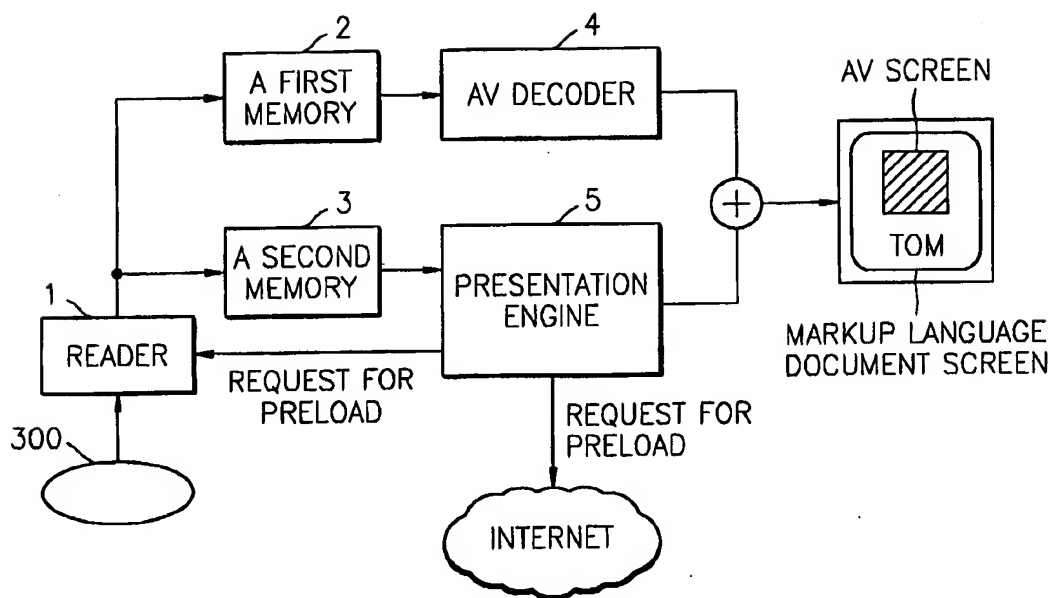 2
4
A FIRST
MEMORY
AV DECODER
AV SCREEN
3
5
A SECOND
MEMORY
PRESENTATION
ENGINE
TOM
1
READER
REQUEST FOR
PRELOAD
MARKUP LANGUAGE
DOCUMENT SCREEN
REQUEST FOR
PRELOAD
300
INTERNET